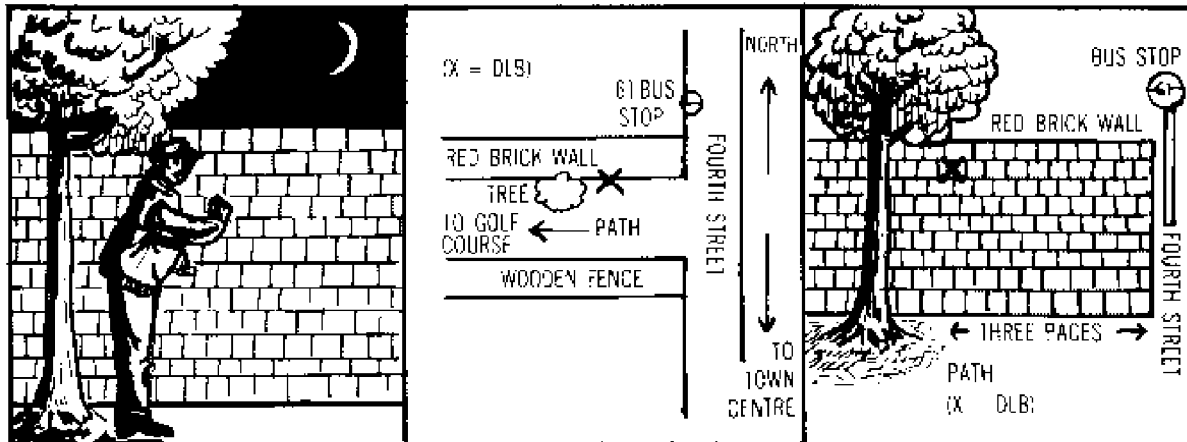 NORTH
(X = DLB)
61 BUS
STOP
RED BRICK WALL
TREE
TO GOLF
COURSE
PATH
WOODEN FENCE
FOURTH STREET
TO
TOWN
CENTRE
BUS STOP
61
RED BRICK WALL
FOURTH STREET
THREE PACES
PATH
(X DLB)